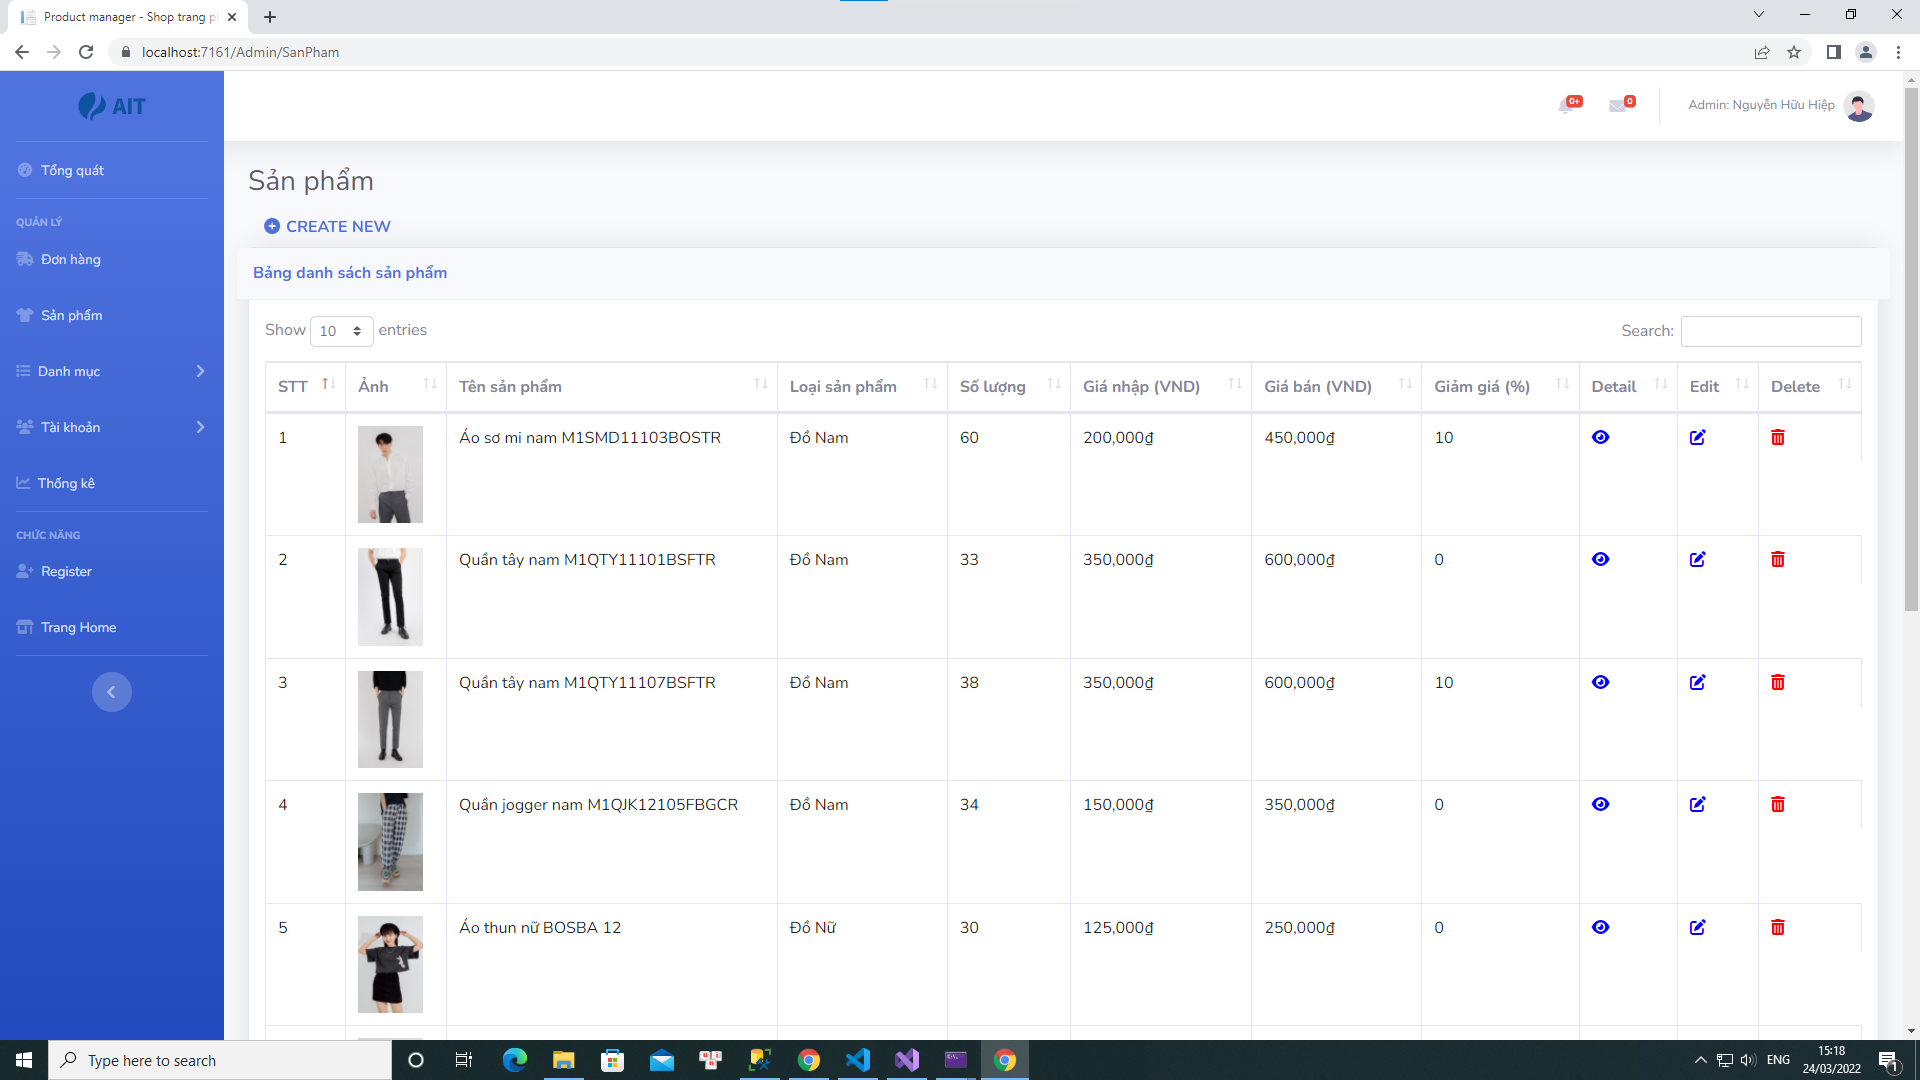 Product manager - Shop trang p
localhost:7161/Admin/SanPham
AIT
0+
0
Admin: Nguyễn Hữu Hiệp
Tổng quát
QUẢN LÝ
Đơn hàng
Sản phẩm
Danh mục
Tài khoản
Thống kê
CHỨC NĂNG
Register
Trang Home
Sản phẩm
CREATE NEW
Bảng danh sách sản phẩm
Show 10 entries
Search:
STT Ảnh Tên sản phẩm Loại sản phẩm Số lượng Giá nhập (VND) Giá bán (VND) Giảm giá (%) Detail Edit Delete
1 Áo sơ mi nam M1SMD11103BOSTR Đồ Nam 60 200,000₫ 450,000₫ 10
2 Quần tây nam M1QTY11101BSFTR Đồ Nam 33 350,000₫ 600,000₫ 0
3 Quần tây nam M1QTY11107BSFTR Đồ Nam 38 350,000₫ 600,000₫ 10
4 Quần jogger nam M1QJK12105FBGCR Đồ Nam 34 150,000₫ 350,000₫ 0
5 Áo thun nữ BOSBA 12 Đồ Nữ 30 125,000₫ 250,000₫ 0
Type here to search
ENG
15:18
24/03/2022
1